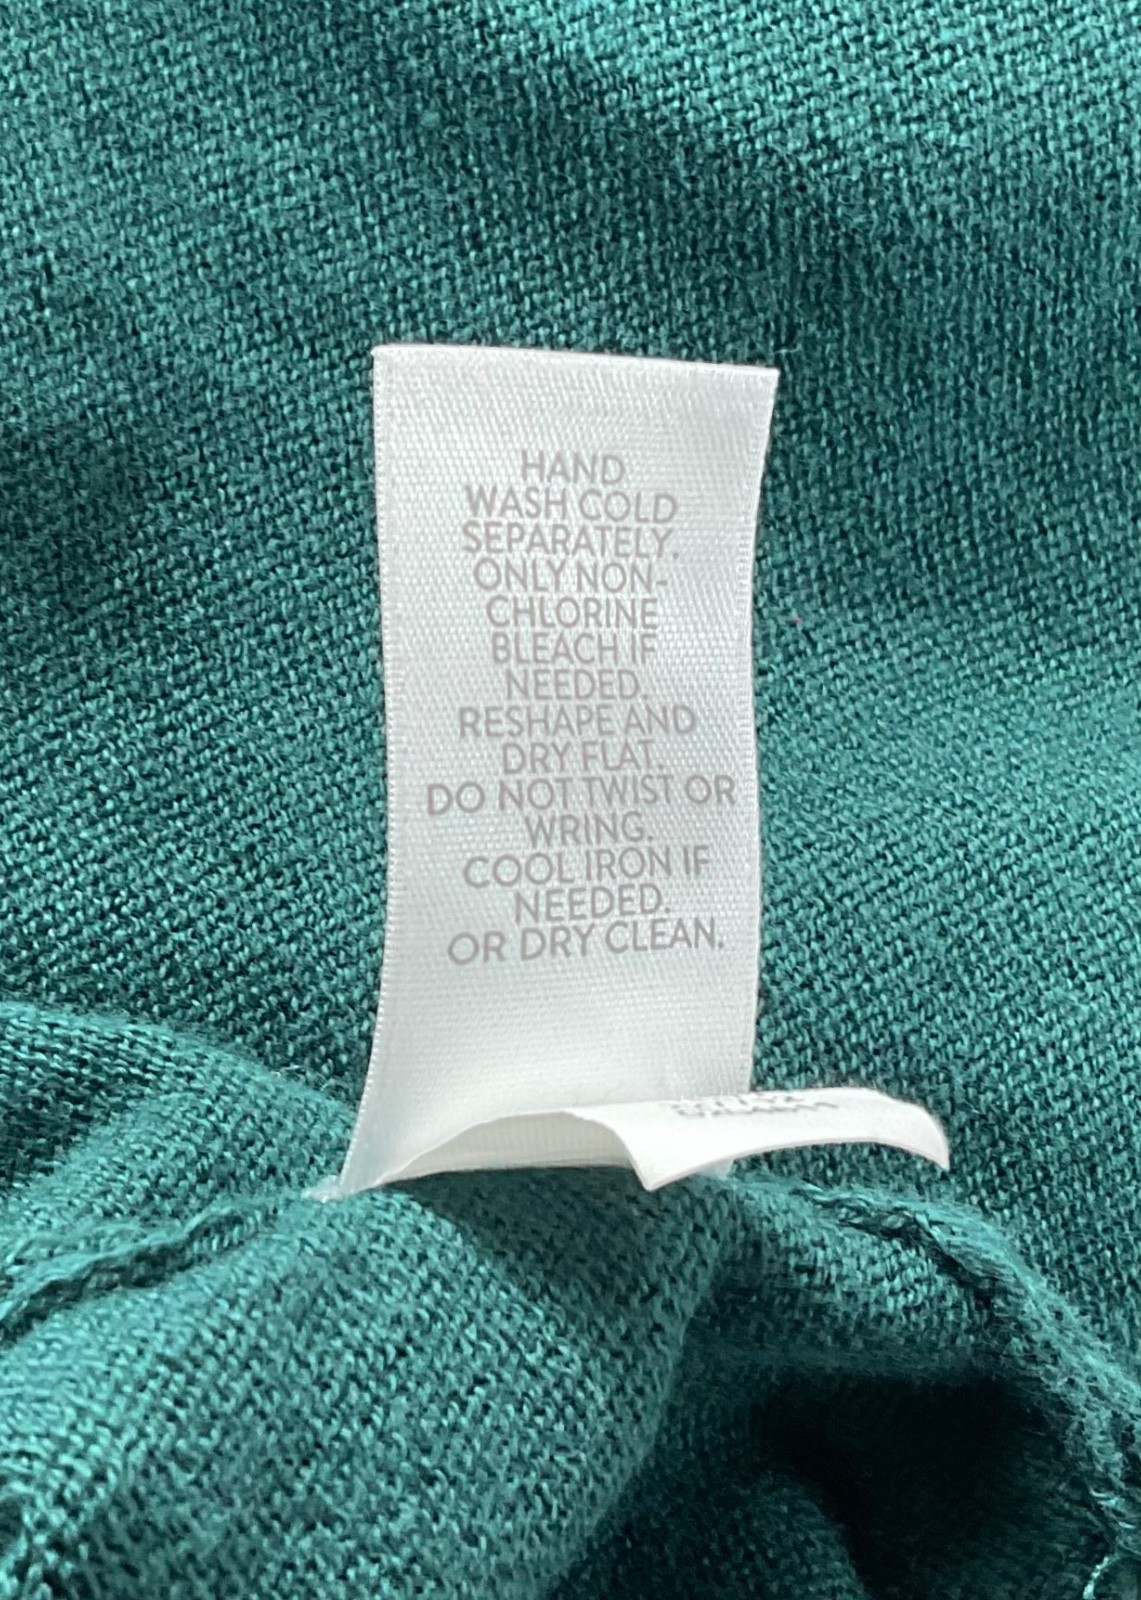 HAND
WASH COLD
SEPARATELY.
ONLY NON-
CHLORINE
BLEACH IF
NEEDED.
RESHAPE AND
DRY FLAT.
DO NOT TWIST OR
WRING.
COOL IRON IF
NEEDED.
OR DRY CLEAN.